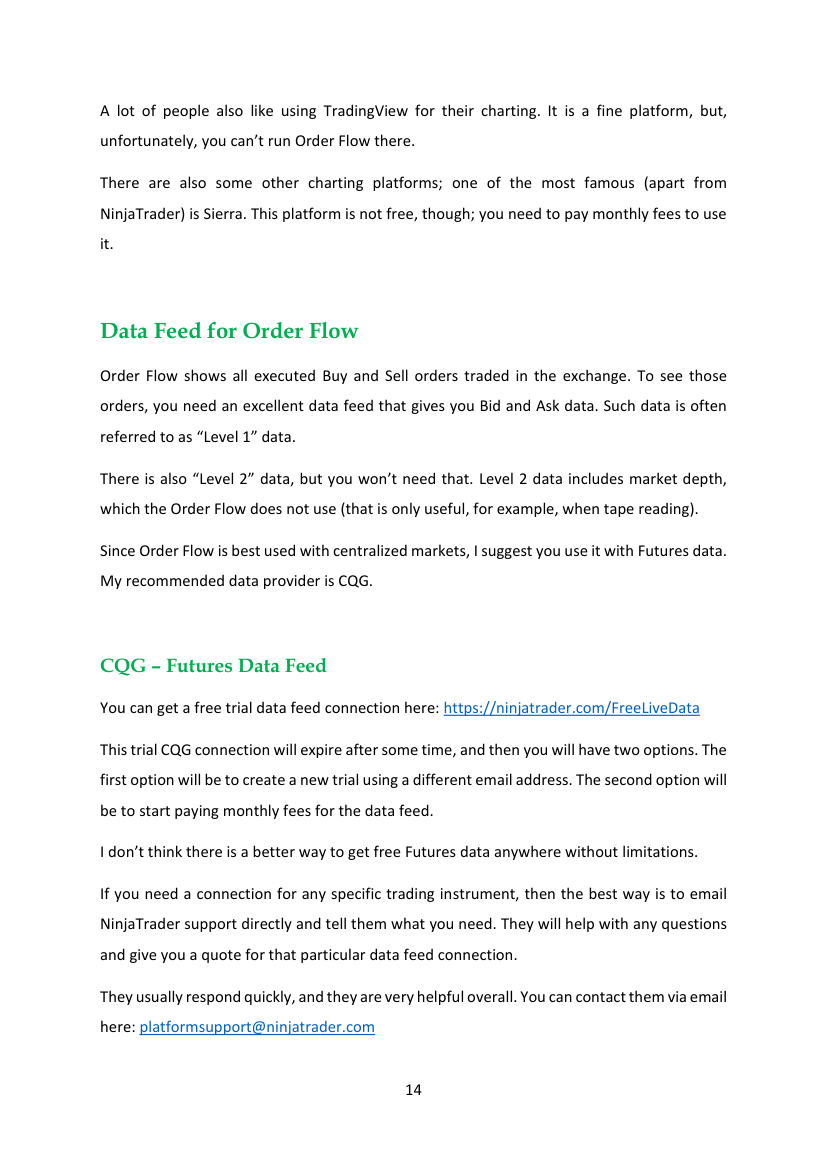 A lot of people also like using TradingView for their charting. It is a fine platform, but,
unfortunately, you can’t run Order Flow there.
There are also some other charting platforms; one of the most famous (apart from
NinjaTrader) is Sierra. This platform is not free, though; you need to pay monthly fees to use
it.
Data Feed for Order Flow
Order Flow shows all executed Buy and Sell orders traded in the exchange. To see those
orders, you need an excellent data feed that gives you Bid and Ask data. Such data is often
referred to as “Level 1” data.
There is also “Level 2” data, but you won’t need that. Level 2 data includes market depth,
which the Order Flow does not use (that is only useful, for example, when tape reading).
Since Order Flow is best used with centralized markets, I suggest you use it with Futures data.
My recommended data provider is CQG.
CQG – Futures Data Feed
You can get a free trial data feed connection here: https://ninjatrader.com/FreeLiveData
This trial CQG connection will expire after some time, and then you will have two options. The
first option will be to create a new trial using a different email address. The second option will
be to start paying monthly fees for the data feed.
I don’t think there is a better way to get free Futures data anywhere without limitations.
If you need a connection for any specific trading instrument, then the best way is to email
NinjaTrader support directly and tell them what you need. They will help with any questions
and give you a quote for that particular data feed connection.
They usually respond quickly, and they are very helpful overall. You can contact them via email
here: platformsupport@ninjatrader.com
14